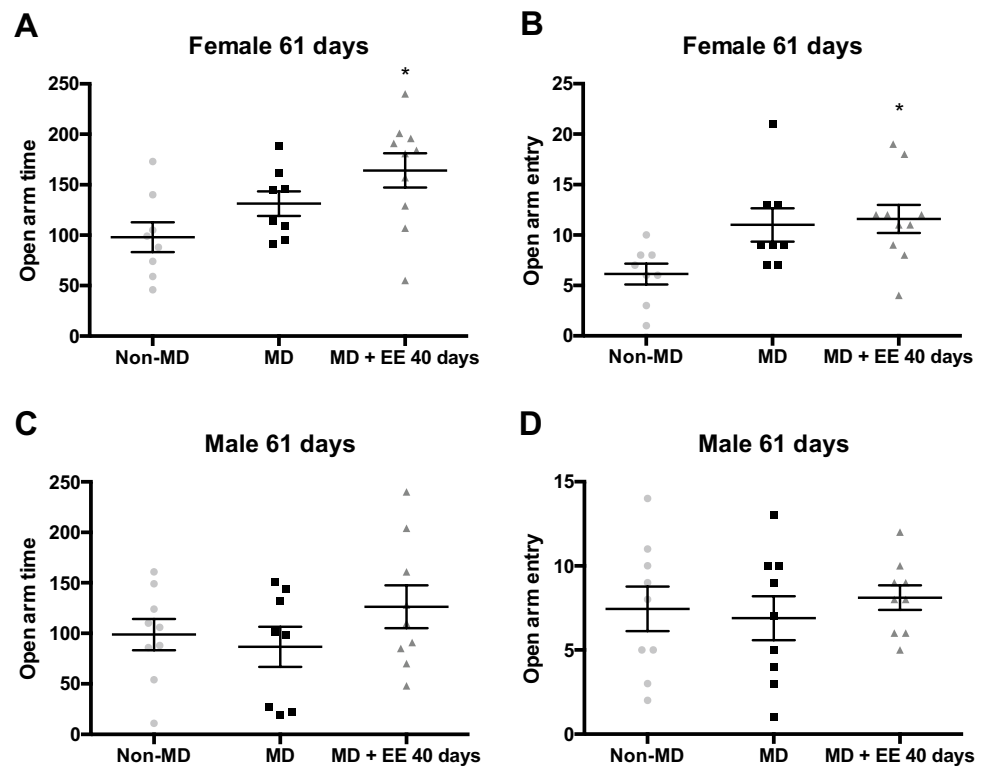 A
Female 61 days
*
Open arm time
250
200
150
100
50
0
Non-MD
MD
MD + EE 40 days
B
Female 61 days
*
Open arm entry
25
20
15
10
5
0
Non-MD
MD
MD + EE 40 days
C
Male 61 days
Open arm time
250
200
150
100
50
0
Non-MD
MD
MD + EE 40 days
D
Male 61 days
Open arm entry
15
10
5
0
Non-MD
MD
MD + EE 40 days